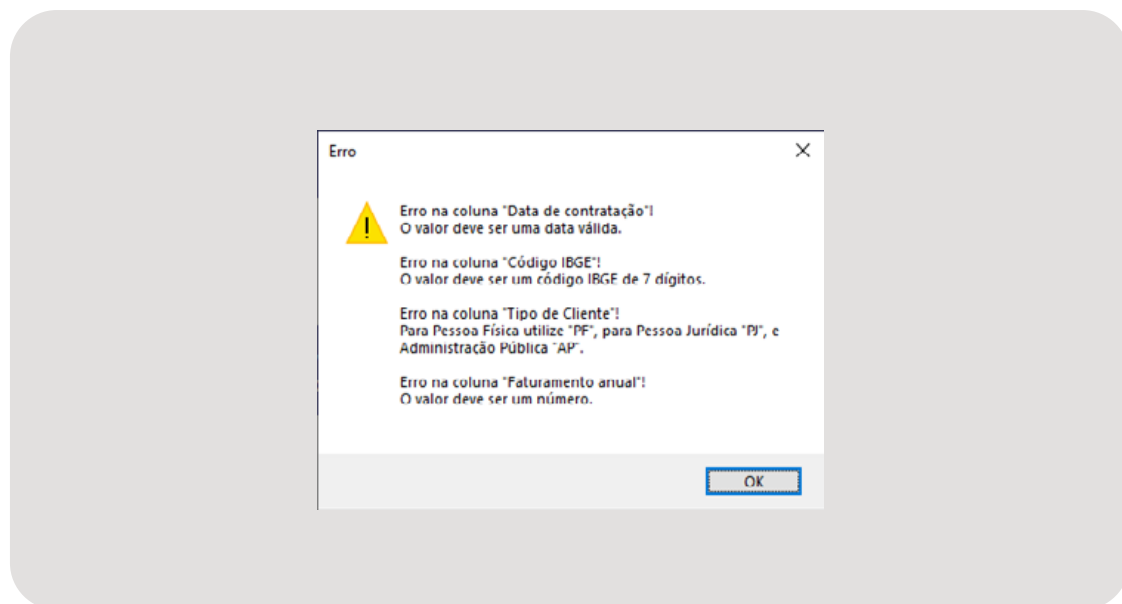 Erro
Erro na coluna "Data de contratação"!
O valor deve ser uma data válida.
Erro na coluna "Código IBGE"!
O valor deve ser um código IBGE de 7 dígitos.
Erro na coluna "Tipo de Cliente"!
Para Pessoa Física utilize "PF", para Pessoa Jurídica "PJ", e
Administração Pública "AP".
Erro na coluna "Faturamento anual"!
O valor deve ser um número.
OK